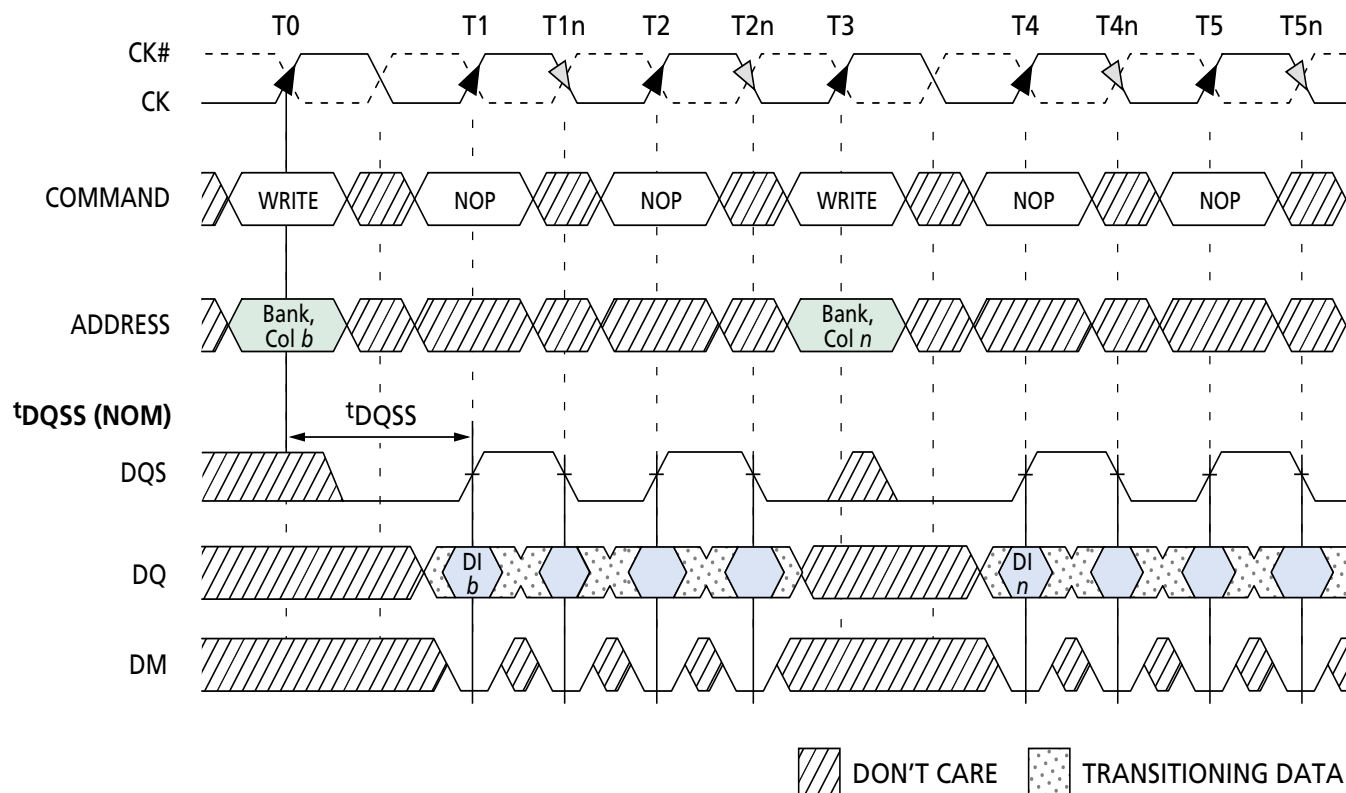 T0 T1 T1n T2 T2n T3 T4 T4n T5 T5n
CK#
CK
COMMAND WRITE NOP NOP WRITE NOP NOP
ADDRESS Bank, Col b Bank, Col n
tDQSS (NOM) tDQSS
DQS
DQ DI b DI n
DM
DON'T CARE TRANSITIONING DATA